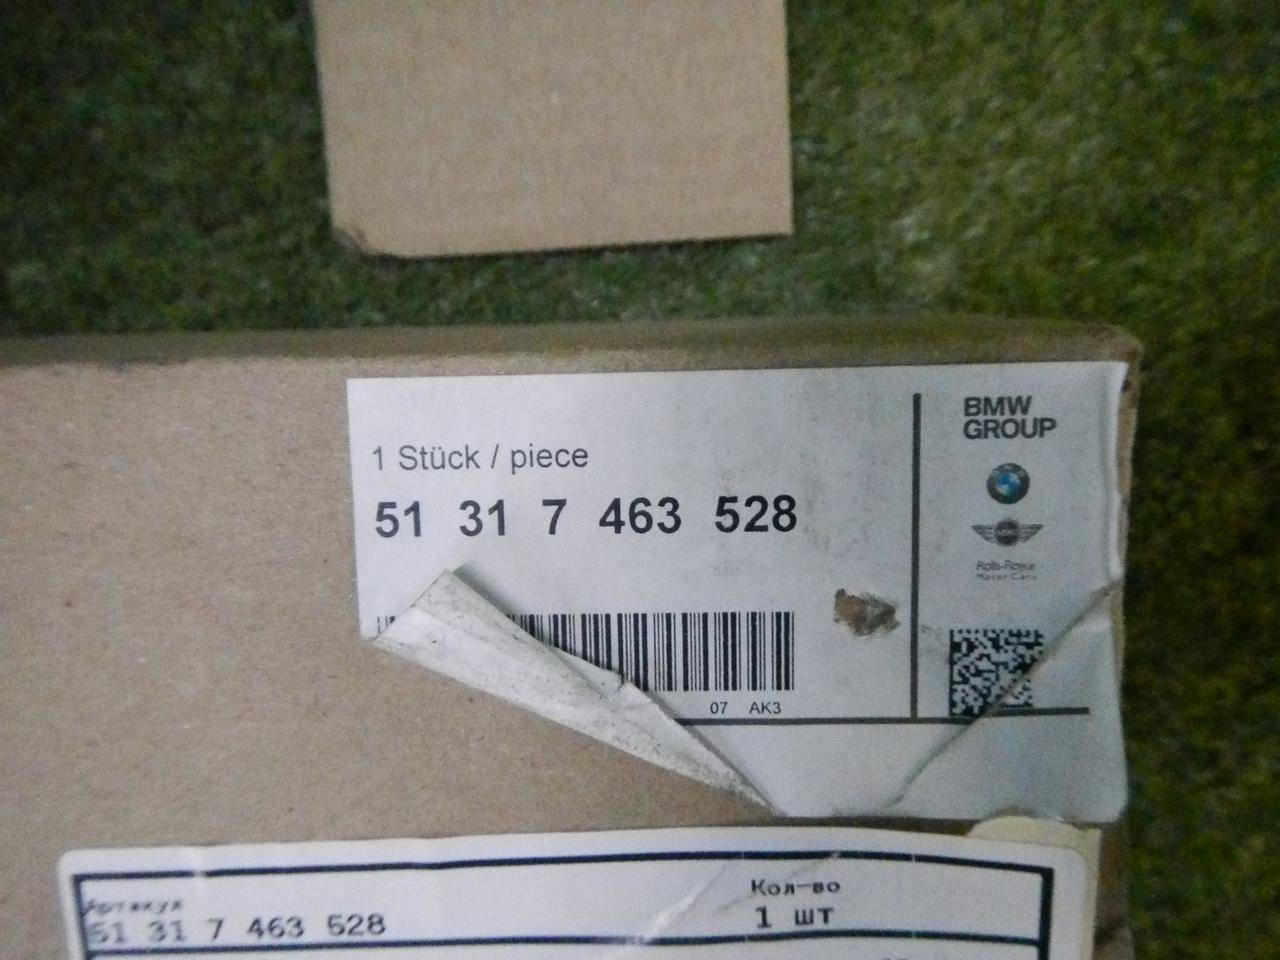 BMW
GROUP
1 Stück / piece
51 31 7 463 528
Rolls-Royce
Motor Cars
07 AK3
Артикул
51 31 7 463 528
Кол-во
1 шт